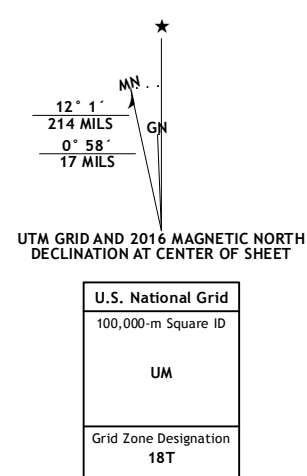 ★
MN
12° 1´
214 MILS
GN
0° 58´
17 MILS
UTM GRID AND 2016 MAGNETIC NORTH
DECLINATION AT CENTER OF SHEET
U.S. National Grid
100,000-m Square ID
UM
Grid Zone Designation
18T